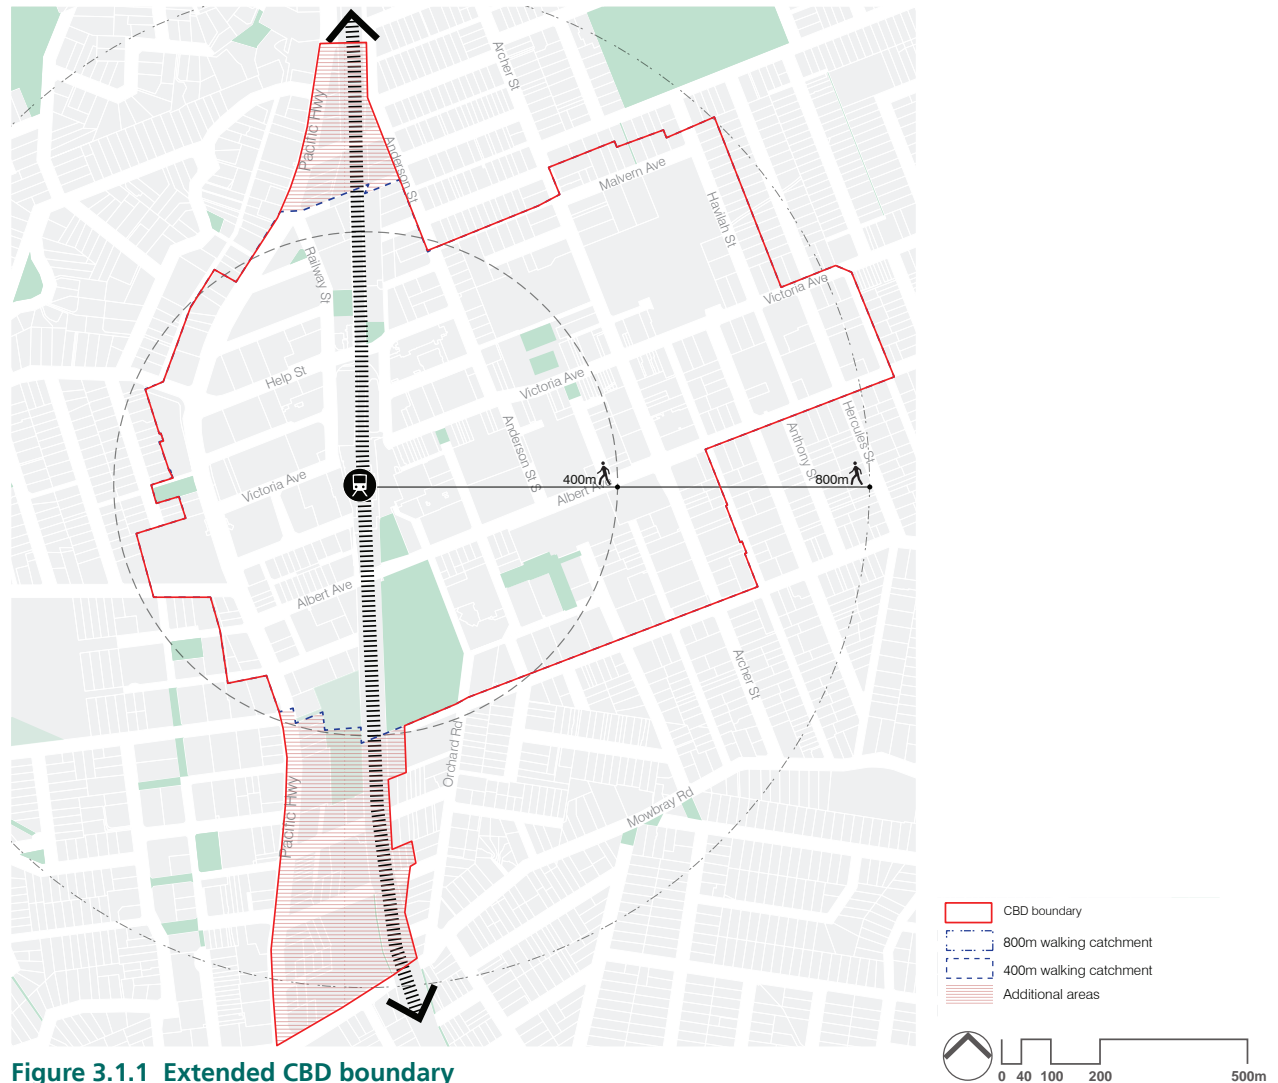 Archer St
Pacific Hwy
Anderson St
Malvern Ave
Havilah St
Railway St
Victoria Ave
Help St
Victoria Ave
Hercules St
Anderson St S
Anthony St
Victoria Ave
400m
800m
Albert
Albert Ave
Archer St
Orchard Rd
Pacific Hwy
Mowbray Rd
CBD boundary
800m walking catchment
400m walking catchment
Additional areas
0 40 100 200 500m
Figure 3.1.1 Extended CBD boundary